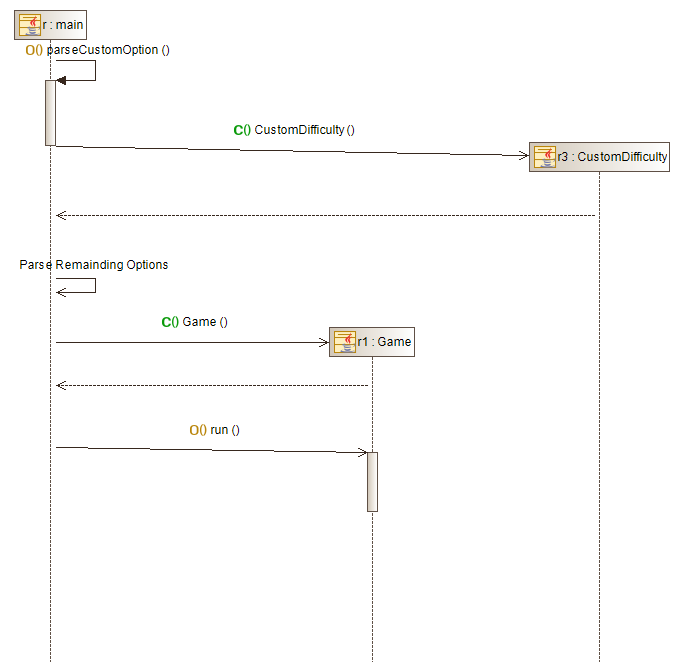 r : main
O() parseCustomOption ()
C() CustomDifficulty ()
r3 : CustomDifficulty
Parse Remainding Options
C() Game ()
r1 : Game
O() run ()